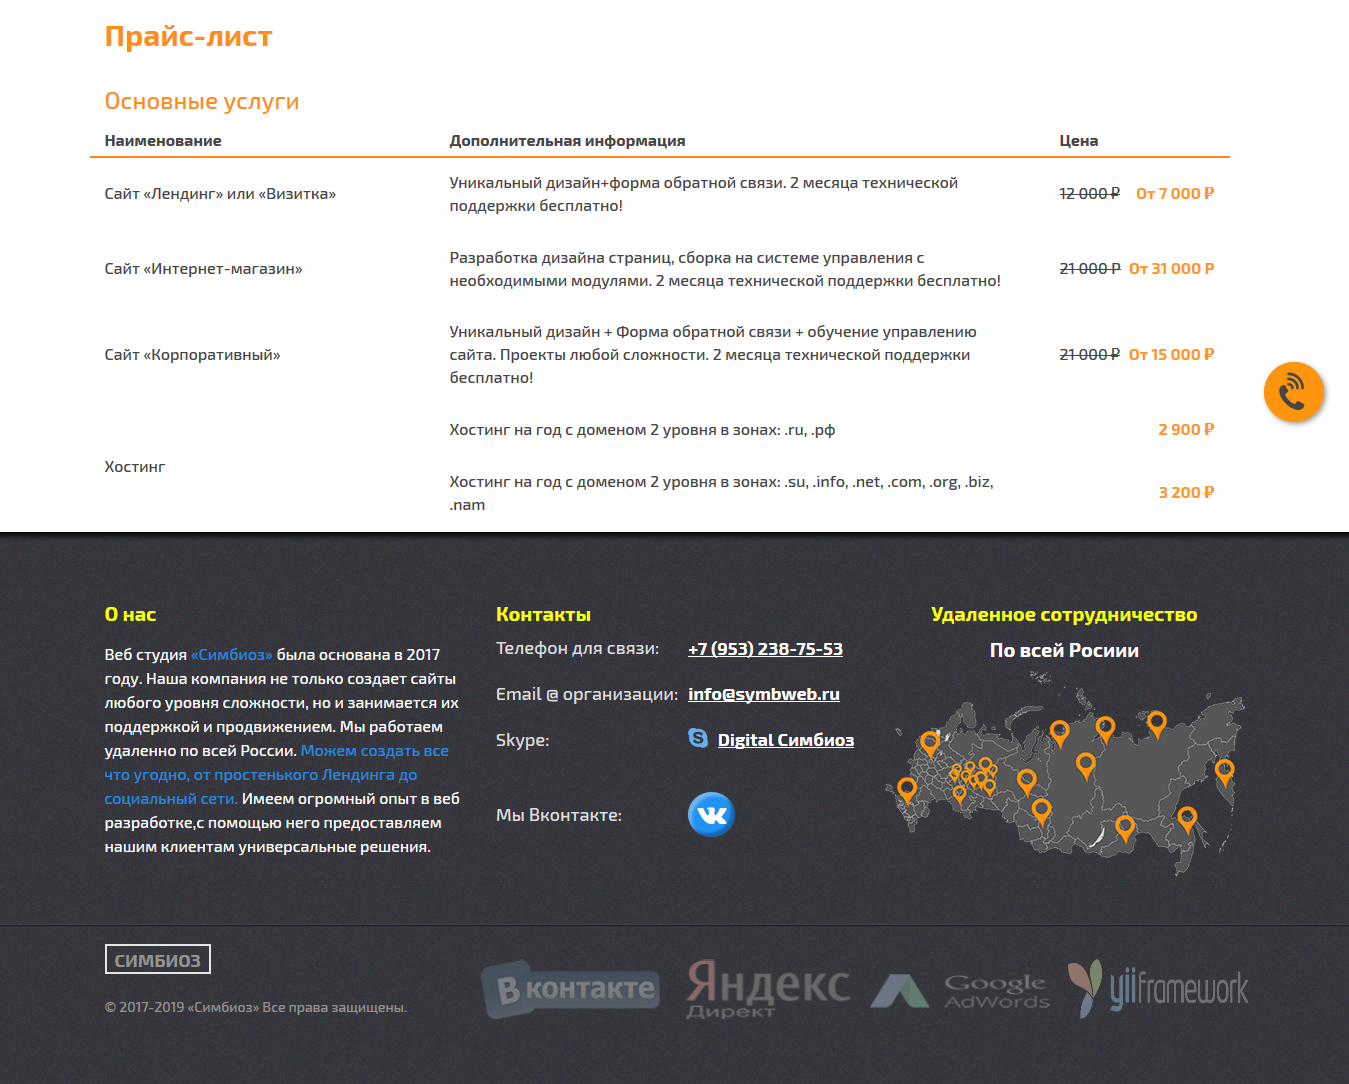 Прайс-лист
Основные услуги
Наименование Дополнительная информация Цена
Сайт «Лендинг» или «Визитка»
Уникальный дизайн+форма обратной связи. 2 месяца технической
поддержки бесплатно!
12 000 ₽ От 7 000 ₽
Сайт «Интернет-магазин»
Разработка дизайна страниц, сборка на системе управления с
необходимыми модулями. 2 месяца технической поддержки бесплатно!
21 000 Р От 31 000 Р
Сайт «Корпоративный»
Уникальный дизайн + Форма обратной связи + обучение управлению
сайта. Проекты любой сложности. 2 месяца технической поддержки
бесплатно!
21 000 ₽ От 15 000 ₽
Хостинг
Хостинг на год с доменом 2 уровня в зонах: .ru, .рф
2 900 ₽
Хостинг на год с доменом 2 уровня в зонах: .su, .info, .net, .com, .org, .biz,
.nam
3 200 ₽
О нас
Веб студия «Симбиоз» была основана в 2017
году. Наша компания не только создает сайты
любого уровня сложности, но и занимается их
поддержкой и продвижением. Мы работаем
удаленно по всей России. Можем создать все
что угодно, от простенького Лендинга до
социальный сети. Имеем огромный опыт в веб
разработке,с помощью него предоставляем
нашим клиентам универсальные решения.
Контакты
Телефон для связи: +7 (953) 238-75-53
Email @ организации: info@symbweb.ru
Skype: Digital Симбиоз
Мы Вконтакте:
Удаленное сотрудничество
По всей Росиии
СИМБИОЗ
© 2017-2019 «Симбиоз» Все права защищены.
В контакте
Яндекс
Директ
Google
AdWords
yiiframework